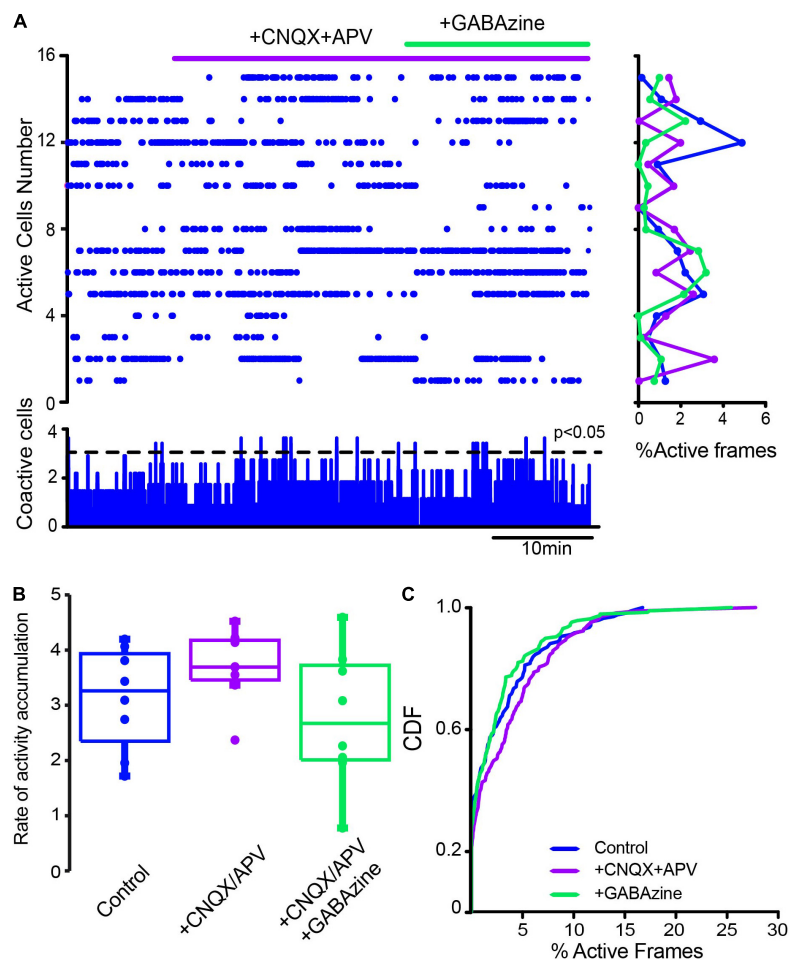 A
+CNQX+APV
+GABAzine
16
12
8
4
0
Active Cells Number
0 2 4 6
%Active frames
4
2
0
Coactive cells
p<0.05
10min
B
5
4
3
2
1
0
Rate of activity accumulation
Control
+CNQX/APV
+CNQX/APV
+GABAzine
C
1.0
0.6
0.2
0
CDF
Control
+CNQX+APV
+GABAzine
5 10 15 20 25 30
% Active Frames